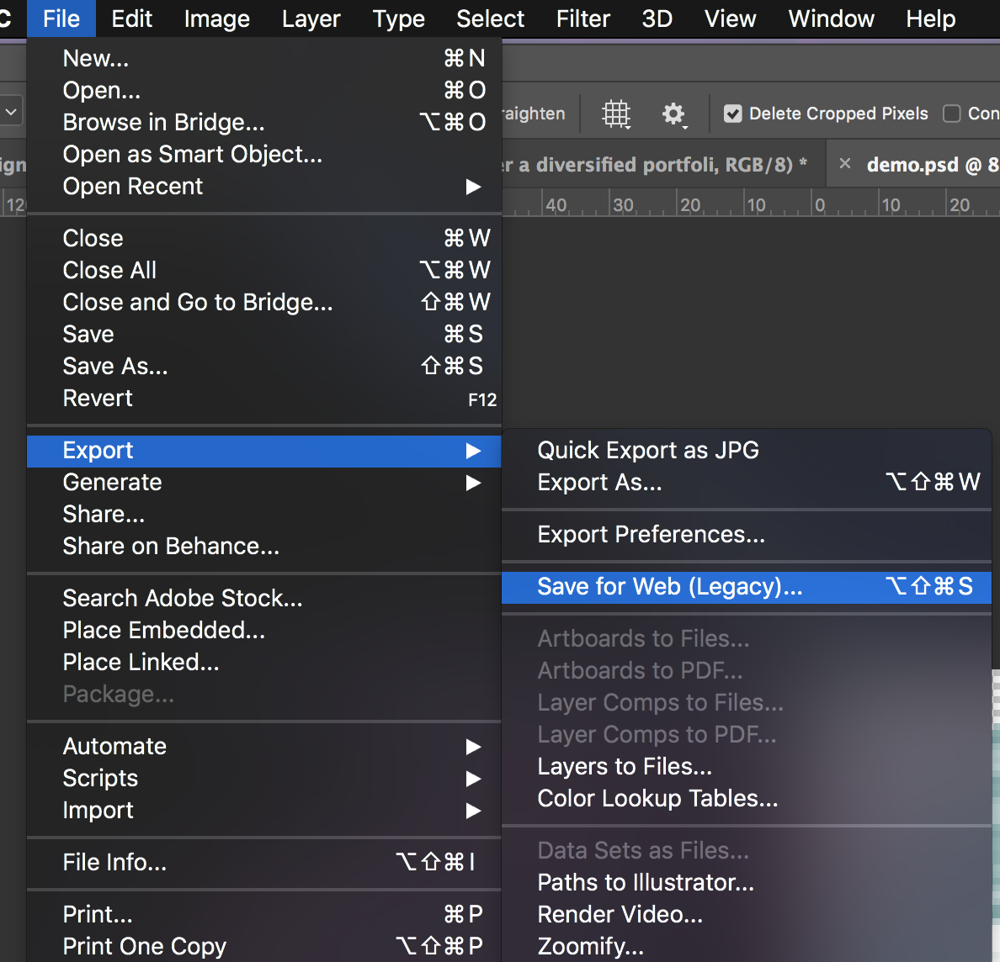 C File Edit Image Layer Type Select Filter 3D View Window Help
New... ⌘N
Open... ⌘O
Browse in Bridge... ⌥⌘O
Open as Smart Object...
Open Recent ▶
Close ⌘W
Close All ⌥⌘W
Close and Go to Bridge... ⇧⌘W
Save ⌘S
Save As... ⇧⌘S
Revert F12
Export ▶
Generate ▶
Share...
Share on Behance...
Search Adobe Stock...
Place Embedded...
Place Linked...
Package...
Automate ▶
Scripts ▶
Import ▶
File Info... ⌥⇧⌘I
Print... ⌘P
Print One Copy ⌥⇧⌘P
raighten Delete Cropped Pixels Con
ign er a diversified portfoli, RGB/8) * × demo.psd @ 8
120 40 30 20 10 0 10 20
Quick Export as JPG
Export As... ⌥⇧⌘W
Export Preferences...
Save for Web (Legacy)... ⌥⇧⌘S
Artboards to Files...
Artboards to PDF...
Layer Comps to Files...
Layer Comps to PDF...
Layers to Files...
Color Lookup Tables...
Data Sets as Files...
Paths to Illustrator...
Render Video...
Zoomify...